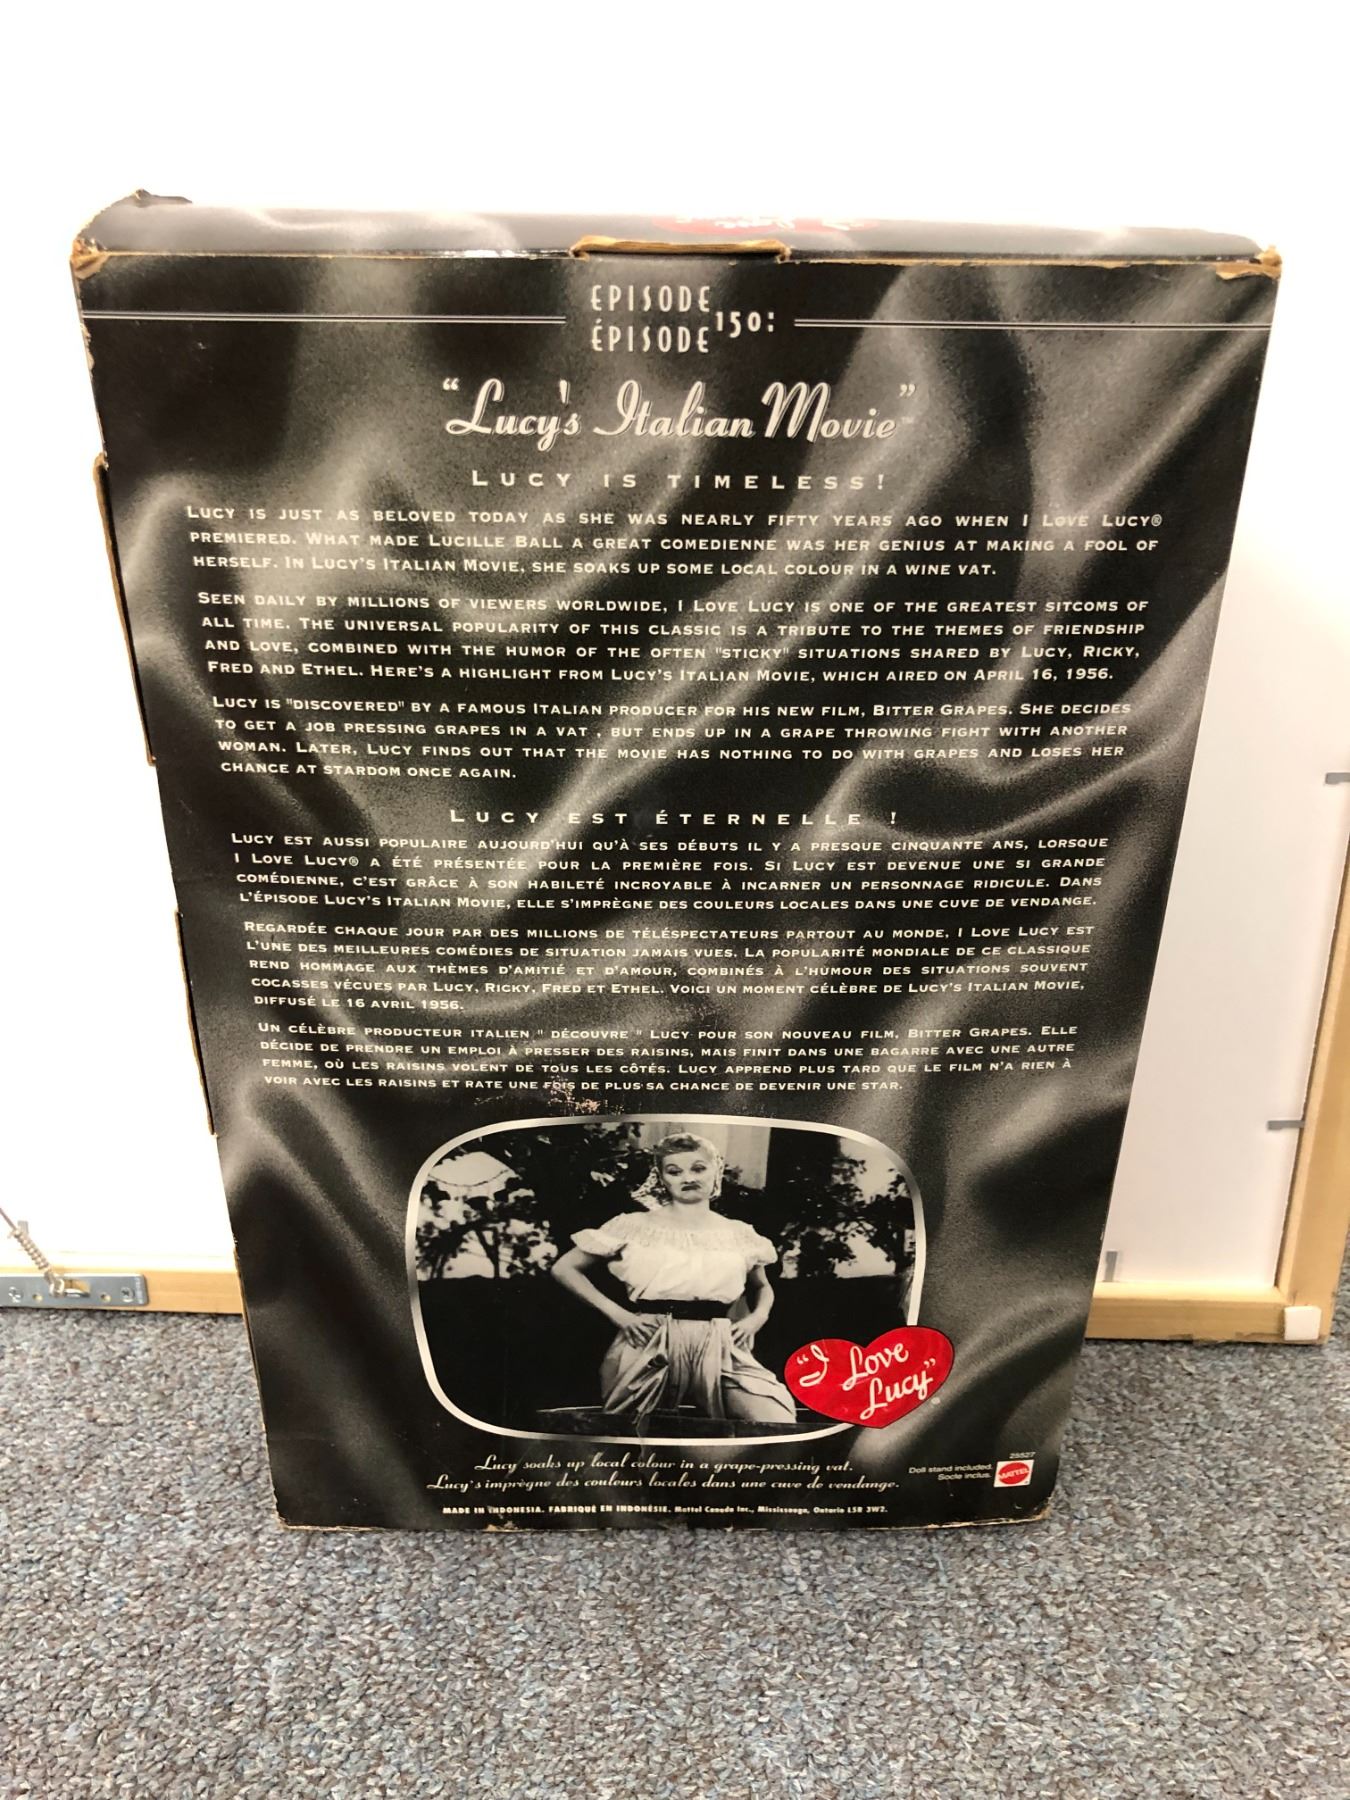 EPISODE
ÉPISODE 150:
"Lucy's Italian Movie"™
LUCY IS TIMELESS!
LUCY IS JUST AS BELOVED TODAY AS SHE WAS NEARLY FIFTY YEARS AGO WHEN I LOVE LUCY®
PREMIERED. WHAT MADE LUCILLE BALL A GREAT COMEDIENNE WAS HER GENIUS AT MAKING A FOOL OF
HERSELF. IN LUCY'S ITALIAN MOVIE, SHE SOAKS UP SOME LOCAL COLOUR IN A WINE VAT.
SEEN DAILY BY MILLIONS OF VIEWERS WORLDWIDE, I LOVE LUCY IS ONE OF THE GREATEST SITCOMS OF
ALL TIME. THE UNIVERSAL POPULARITY OF THIS CLASSIC IS A TRIBUTE TO THE THEMES OF FRIENDSHIP
AND LOVE, COMBINED WITH THE HUMOR OF THE OFTEN "STICKY" SITUATIONS SHARED BY LUCY, RICKY,
FRED AND ETHEL. HERE'S A HIGHLIGHT FROM LUCY'S ITALIAN MOVIE, WHICH AIRED ON APRIL 16, 1956.
LUCY IS "DISCOVERED" BY A FAMOUS ITALIAN PRODUCER FOR HIS NEW FILM, BITTER GRAPES. SHE DECIDES
TO GET A JOB PRESSING GRAPES IN A VAT , BUT ENDS UP IN A GRAPE THROWING FIGHT WITH ANOTHER
WOMAN. LATER, LUCY FINDS OUT THAT THE MOVIE HAS NOTHING TO DO WITH GRAPES AND LOSES HER
CHANCE AT STARDOM ONCE AGAIN.
LUCY EST ÉTERNELLE !
LUCY EST AUSSI POPULAIRE AUJOURD'HUI QU'À SES DÉBUTS IL Y A PRESQUE CINQUANTE ANS, LORSQUE
I LOVE LUCY® A ÉTÉ PRÉSENTÉE POUR LA PREMIÈRE FOIS. SI LUCY EST DEVENUE UNE SI GRANDE
COMÉDIENNE, C'EST GRÂCE À SON HABILETÉ INCROYABLE À INCARNER UN PERSONNAGE RIDICULE. DANS
L'ÉPISODE LUCY'S ITALIAN MOVIE, ELLE S'IMPRÈGNE DES COULEURS LOCALES DANS UNE CUVE DE VENDANGE.
REGARDÉE CHAQUE JOUR PAR DES MILLIONS DE TÉLÉSPECTATEURS PARTOUT AU MONDE, I LOVE LUCY EST
L'UNE DES MEILLEURES COMÉDIES DE SITUATION JAMAIS VUES. LA POPULARITÉ MONDIALE DE CE CLASSIQUE
REND HOMMAGE AUX THÈMES D'AMITIÉ ET D'AMOUR, COMBINÉS À L'HUMOUR DES SITUATIONS SOUVENT
COCASSES VÉCUES PAR LUCY, RICKY, FRED ET ETHEL. VOICI UN MOMENT CÉLÈBRE DE LUCY'S ITALIAN MOVIE,
DIFFUSÉ LE 16 AVRIL 1956.
UN CÉLÈBRE PRODUCTEUR ITALIEN " DÉCOUVRE " LUCY POUR SON NOUVEAU FILM, BITTER GRAPES. ELLE
DÉCIDE DE PRENDRE UN EMPLOI À PRESSER DES RAISINS, MAIS FINIT DANS UNE BAGARRE AVEC UNE AUTRE
FEMME, OÙ LES RAISINS VOLENT DE TOUS LES CÔTÉS. LUCY APPREND PLUS TARD QUE LE FILM N'A RIEN À
VOIR AVEC LES RAISINS ET RATE UNE FOIS DE PLUS SA CHANCE DE DEVENIR UNE STAR.
"I Love
Lucy"®
Lucy soaks up local colour in a grape-pressing vat.
Lucy s'imprègne des couleurs locales dans une cuve de vendange.
25527
Doll stand included.
Socle inclus.
MATTEL
MADE IN INDONESIA. FABRIQUÉ EN INDONÉSIE. Mattel Canada Inc., Mississauga, Ontario L5R 3W2.